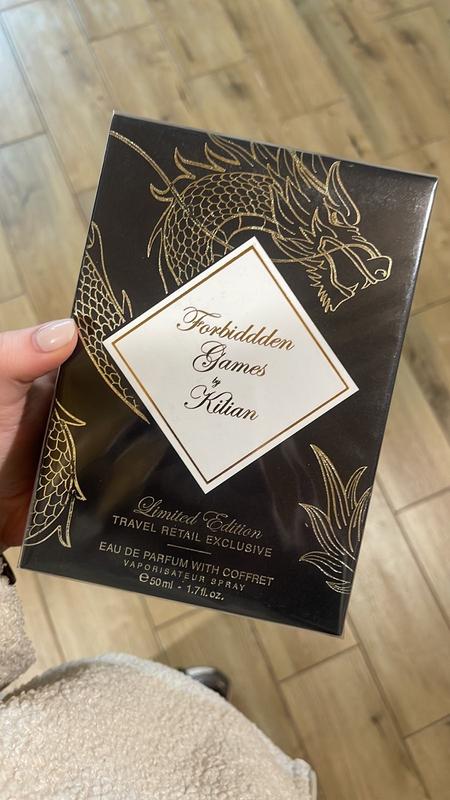 Forbiddden
Games
by
Kilian
Limited Edition
TRAVEL RETAIL EXCLUSIVE
EAU DE PARFUM WITH COFFRET
VAPORISATEUR SPRAY
℮50ml - 1.7fl.oz.